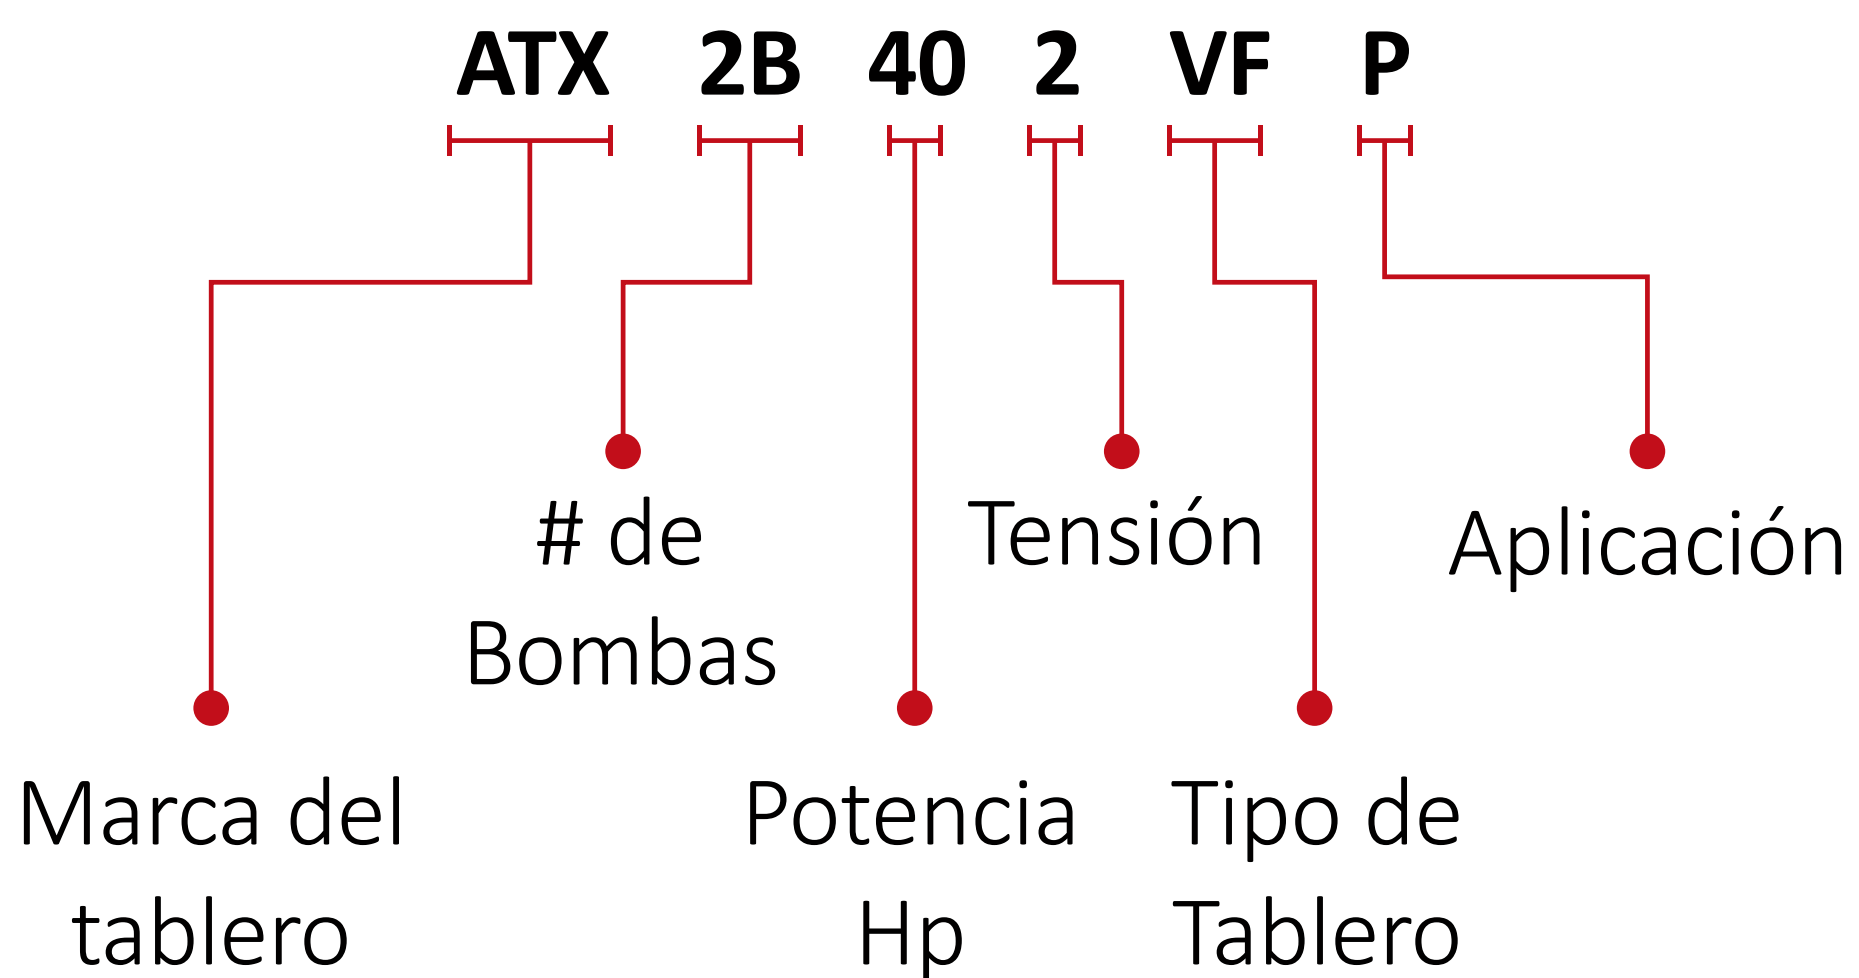 ATX 2B 40 2 VF P
# de
Bombas
Tensión
Aplicación
Marca del
tablero
Potencia
Hp
Tipo de
Tablero